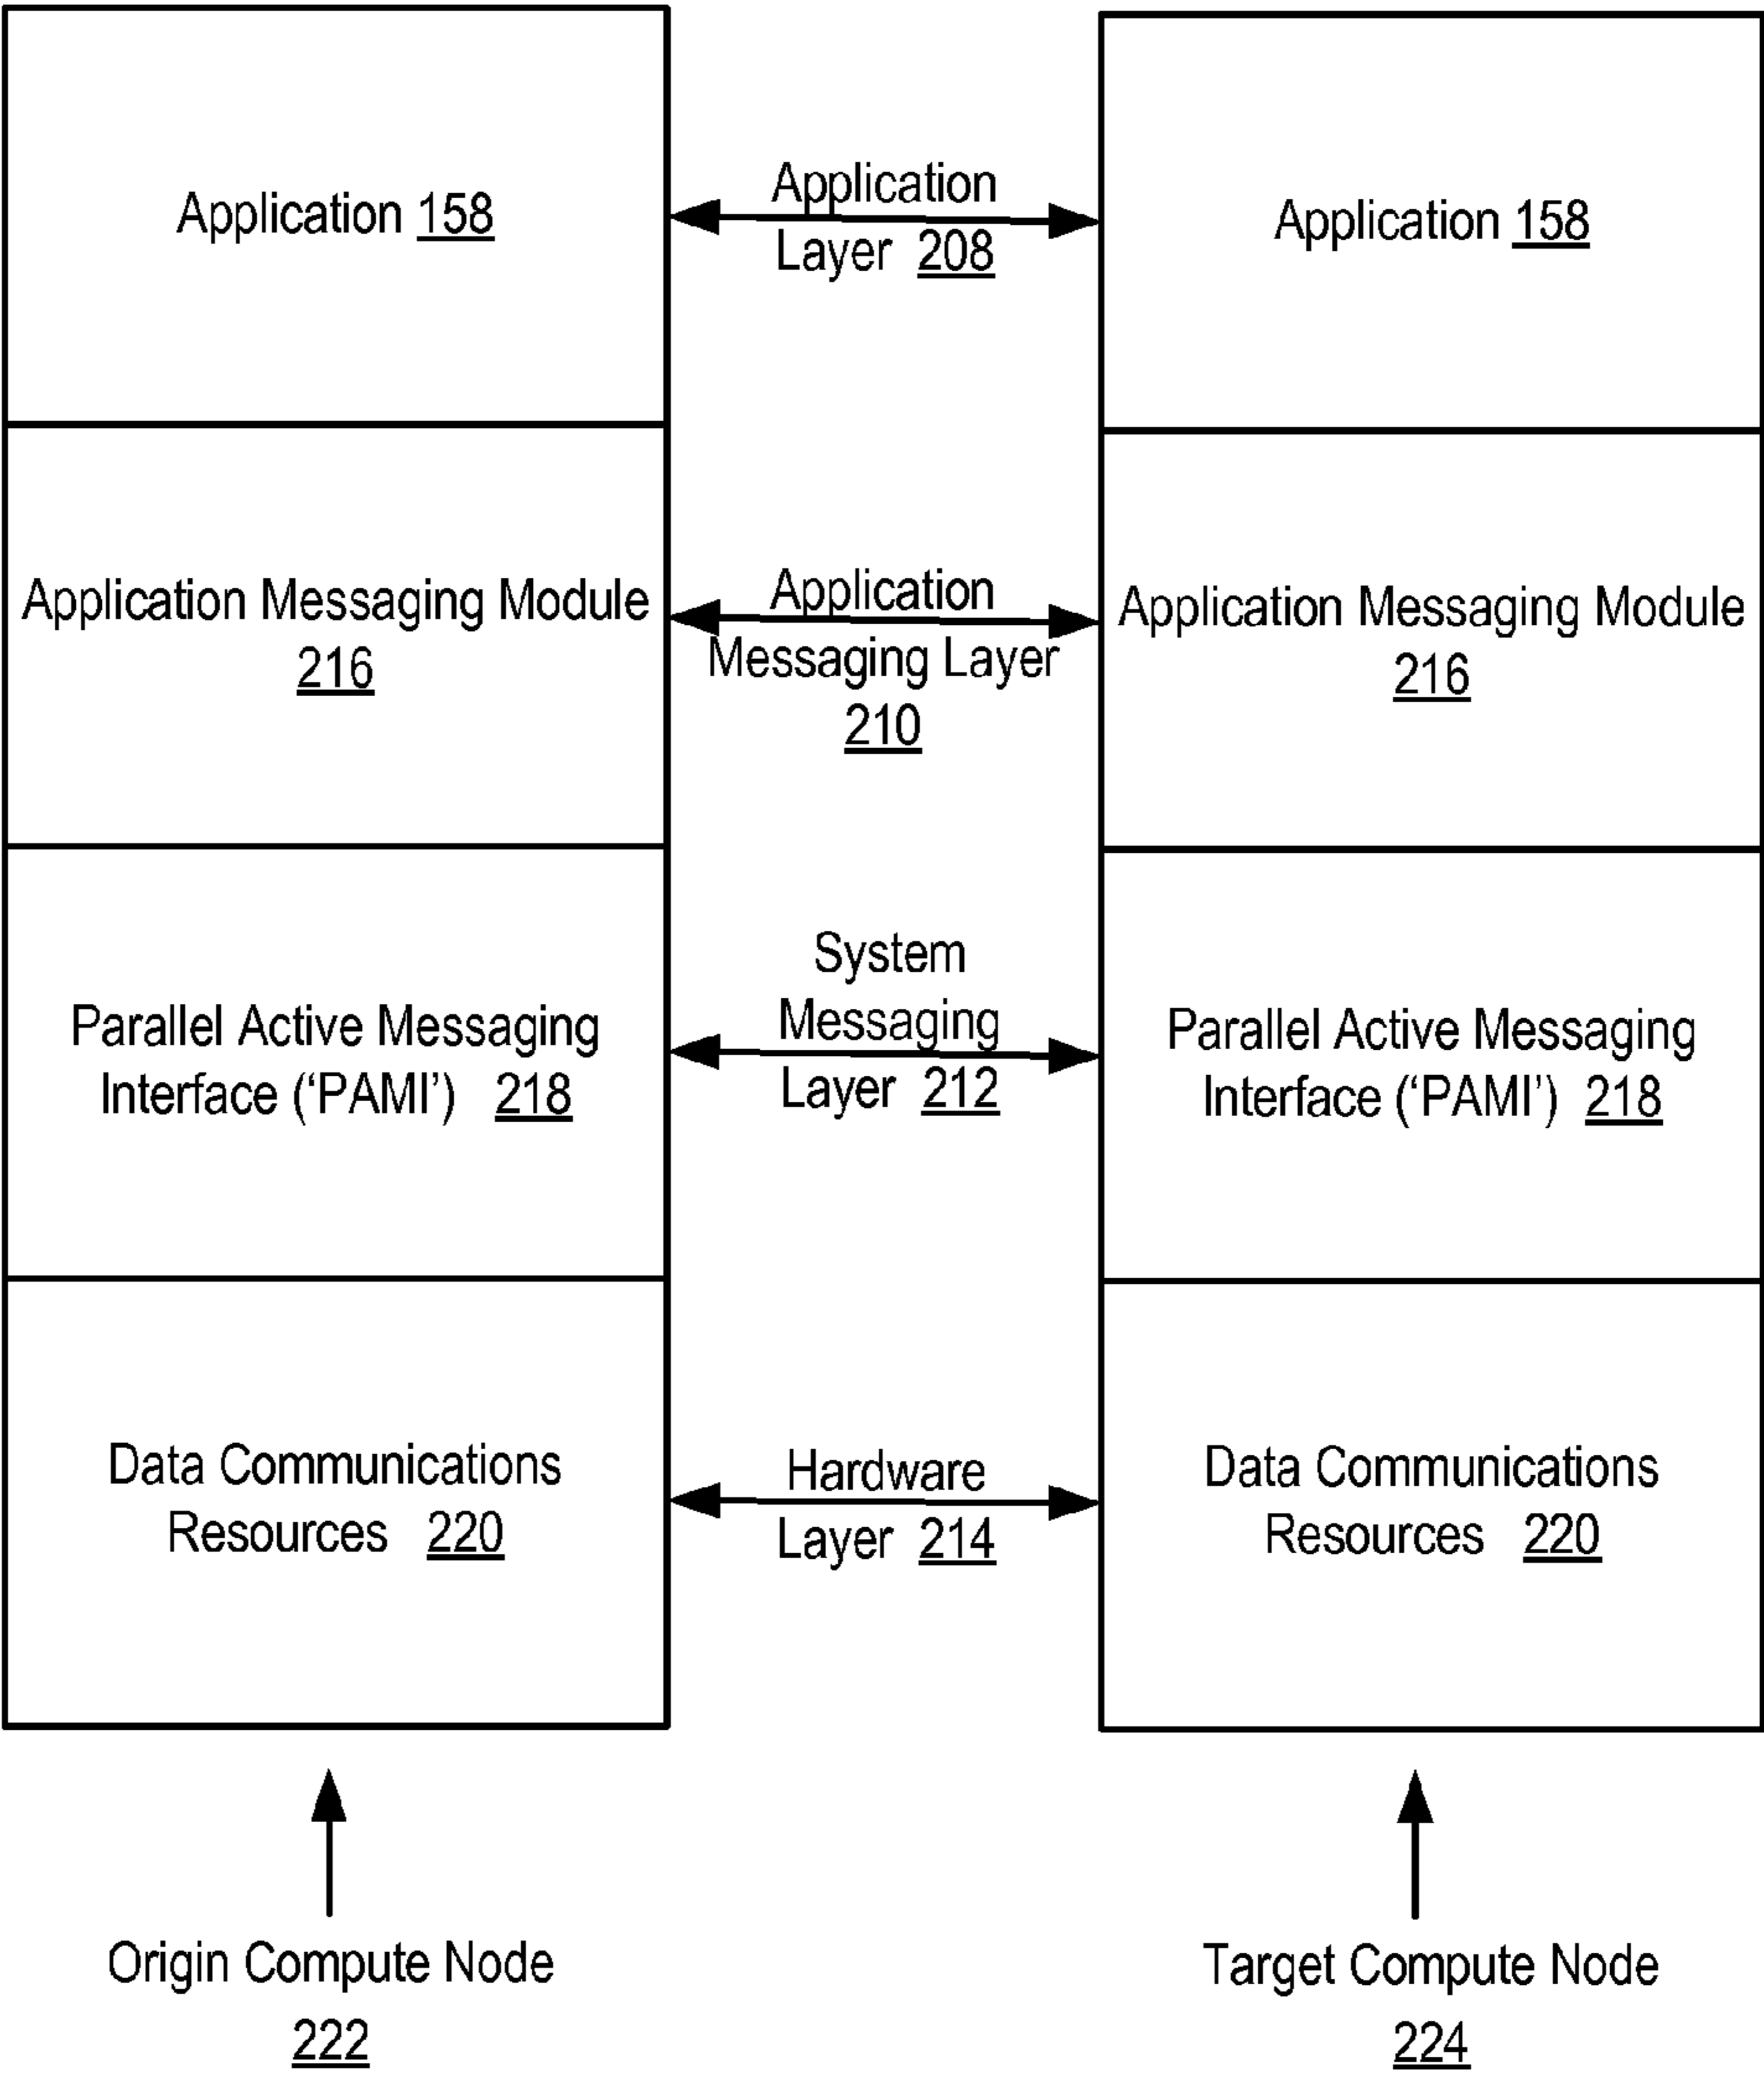 Application 158
Application
Layer 208
Application 158
Application Messaging Module
216
Application
Messaging Layer
210
Application Messaging Module
216
Parallel Active Messaging
Interface (‘PAMI’) 218
System
Messaging
Layer 212
Parallel Active Messaging
Interface (‘PAMI’) 218
Data Communications
Resources 220
Hardware
Layer 214
Data Communications
Resources 220
Origin Compute Node
222
Target Compute Node
224